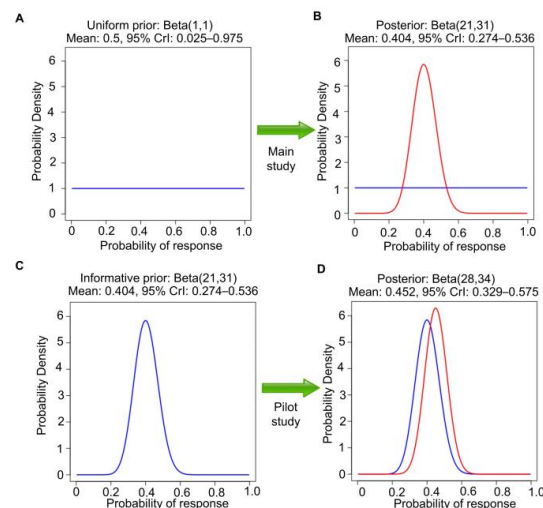 A
Uniform prior: Beta(1,1)
Mean: 0.5, 95% CrI: 0.025–0.975
Probability Density
6
5
4
3
2
1
0
0 0.2 0.4 0.6 0.8 1.0
Probability of response
Main
study
B
Posterior: Beta(21,31)
Mean: 0.404, 95% CrI: 0.274–0.536
Probability Density
6
5
4
3
2
1
0
0 0.2 0.4 0.6 0.8 1.0
Probability of response
C
Informative prior: Beta(21,31)
Mean: 0.404, 95% CrI: 0.274–0.536
Probability Density
6
5
4
3
2
1
0
0 0.2 0.4 0.6 0.8 1.0
Probability of response
Pilot
study
D
Posterior: Beta(28,34)
Mean: 0.452, 95% CrI: 0.329–0.575
Probability Density
6
5
4
3
2
1
0
0 0.2 0.4 0.6 0.8 1.0
Probability of response